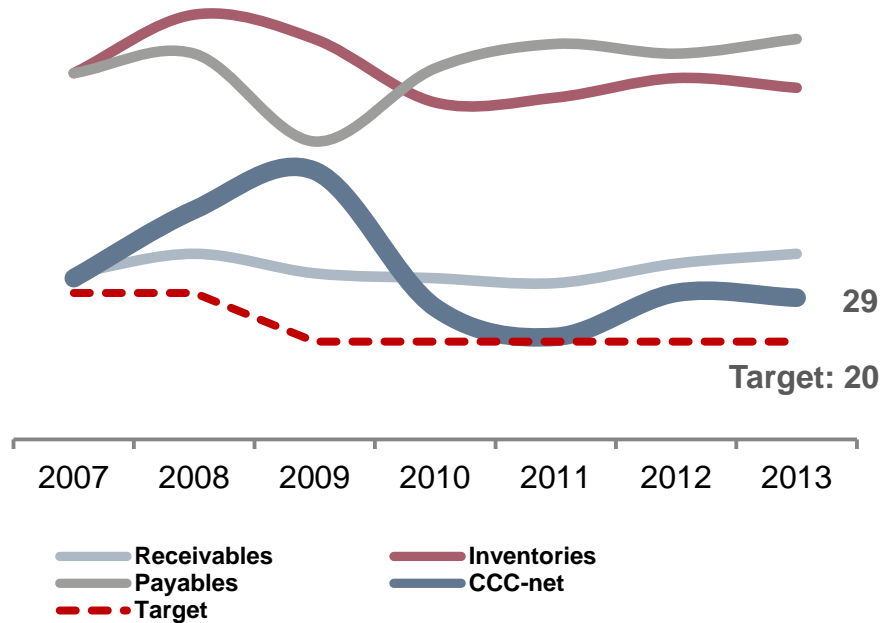 29
Target: 20
2007 2008 2009 2010 2011 2012 2013
Receivables Inventories
Payables CCC-net
Target